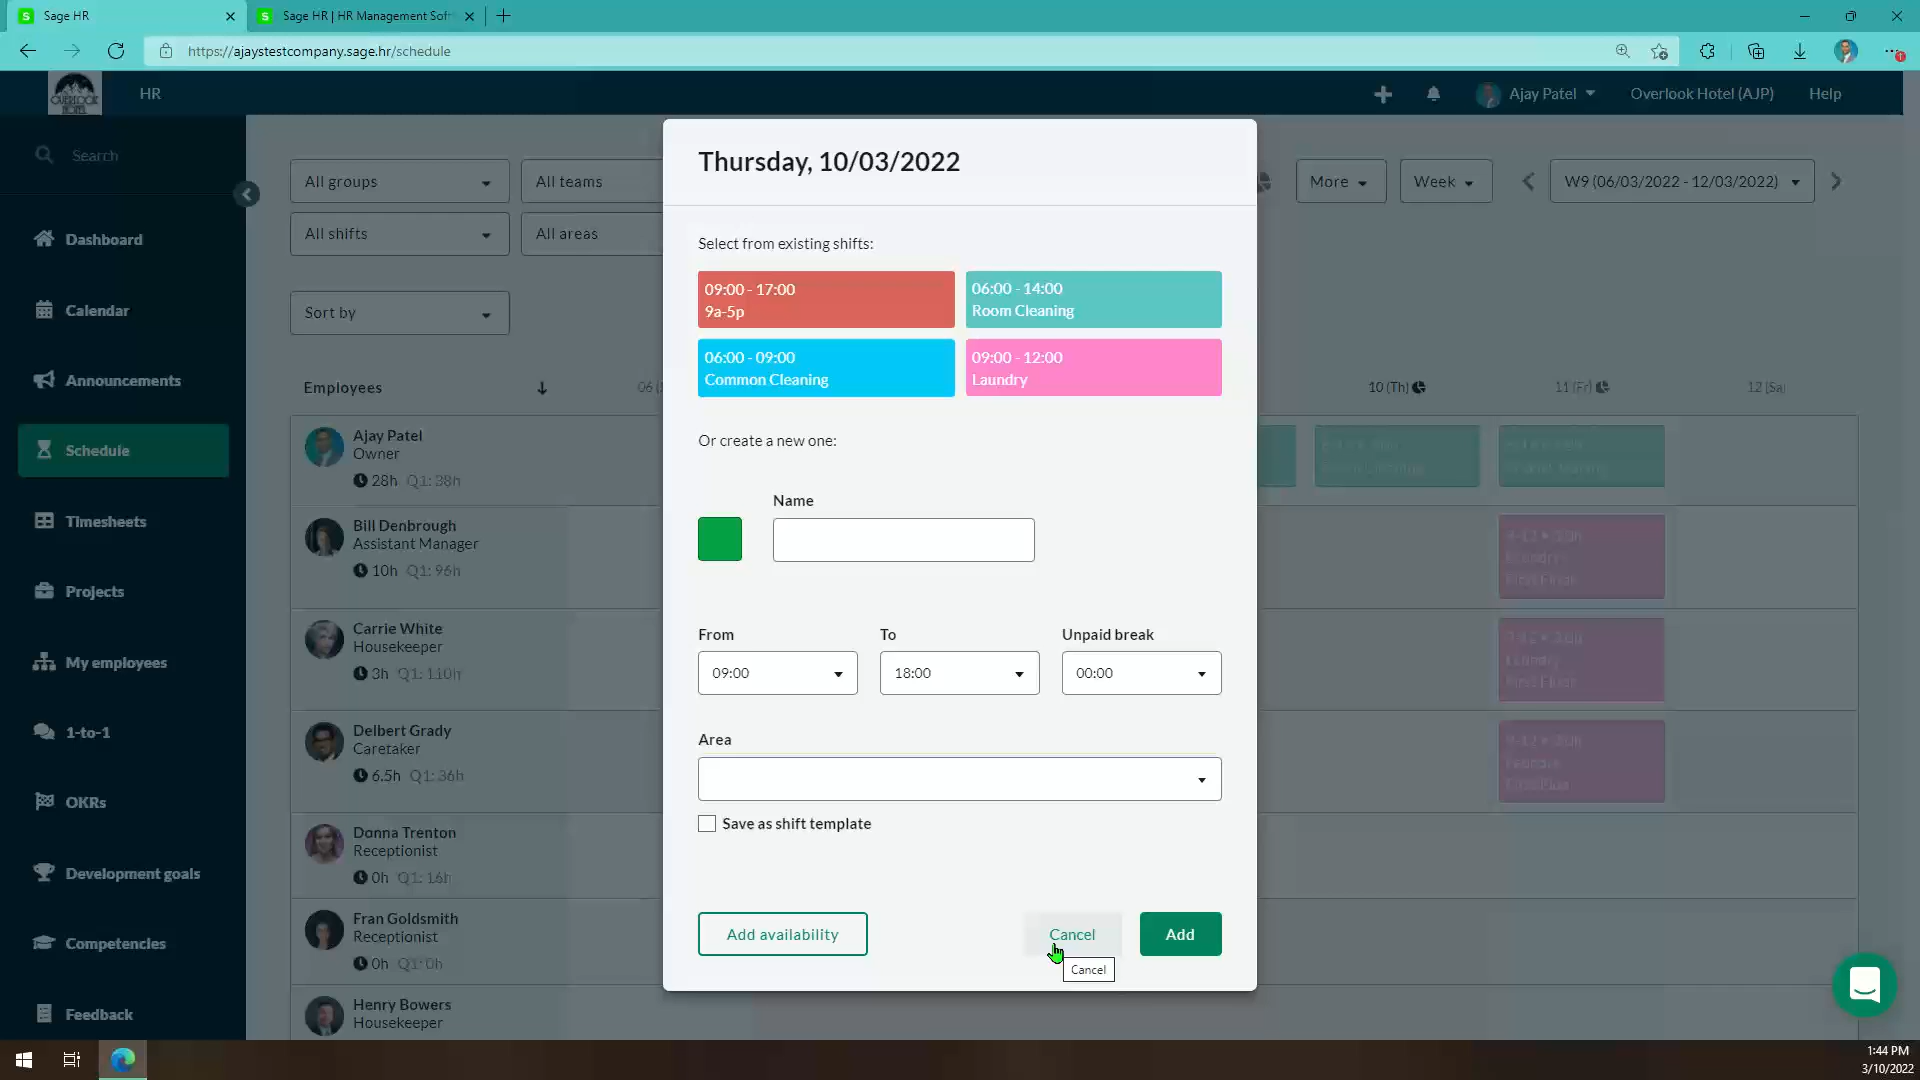 Sage HR
Sage HR | HR Management Soft
https://ajaystestcompany.sage.hr/schedule
OVERLOOK
HOTEL
HR
Ajay Patel
Overlook Hotel (AJP)
Help
Search
Dashboard
Calendar
Announcements
Schedule
Timesheets
Projects
My employees
1-to-1
OKRs
Development goals
Competencies
Feedback
All groups
All teams
More
Week
W9 (06/03/2022 - 12/03/2022)
All shifts
All areas
Sort by
Employees
06
10 (Th)
11 (Fr)
12 (Sa)
Ajay Patel
Owner
28h Q1: 38h
Bill Denbrough
Assistant Manager
10h Q1: 96h
Carrie White
Housekeeper
3h Q1: 110h
Delbert Grady
Caretaker
6.5h Q1: 36h
Donna Trenton
Receptionist
0h Q1: 16h
Fran Goldsmith
Receptionist
0h Q1: 0h
Henry Bowers
Housekeeper
Thursday, 10/03/2022
Select from existing shifts:
09:00 - 17:00
9a-5p
06:00 - 14:00
Room Cleaning
06:00 - 09:00
Common Cleaning
09:00 - 12:00
Laundry
Or create a new one:
Name
From
To
Unpaid break
09:00
18:00
00:00
Area
Save as shift template
Add availability
Cancel
Add
Cancel
1:44 PM
3/10/2022